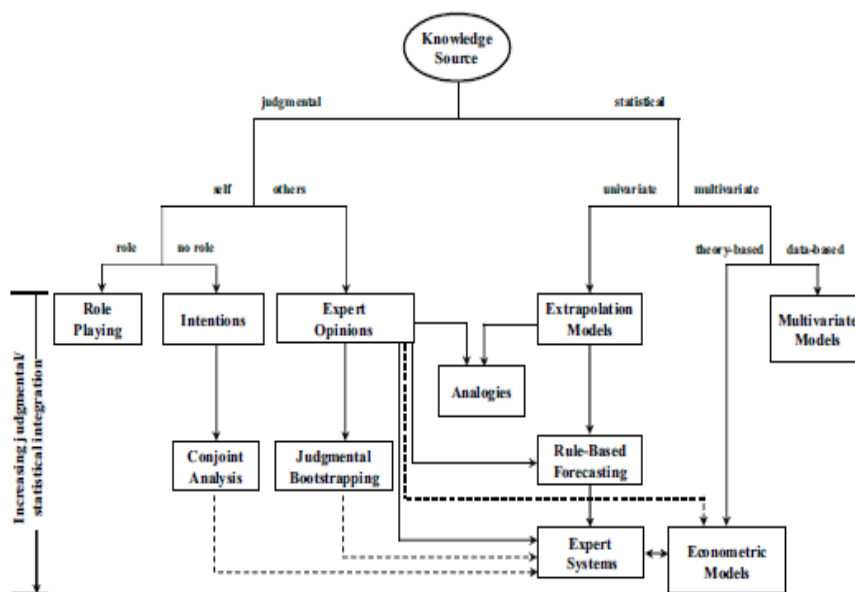 Knowledge
Source
judgmental
statistical
self
others
univariate
multivariate
role
no role
theory-based
data-based
Role
Playing
Intentions
Expert
Opinions
Extrapolation
Models
Multivariate
Models
Analogies
Increasing judgmental/
statistical integration
Conjoint
Analysis
Judgmental
Bootstrapping
Rule-Based
Forecasting
Expert
Systems
Econometric
Models